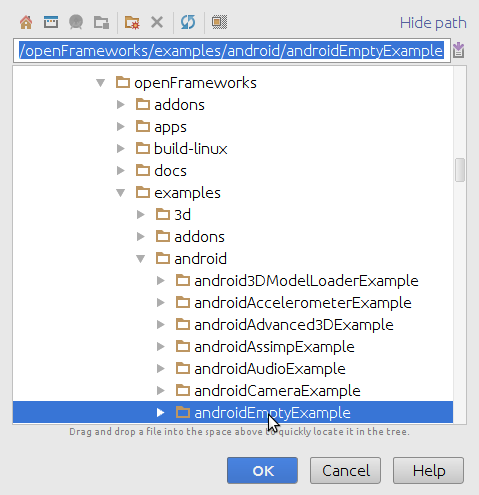 Hide path
/openFrameworks/examples/android/androidEmptyExample
openFrameworks
addons
apps
build-linux
docs
examples
3d
addons
android
android3DModelLoaderExample
androidAccelerometerExample
androidAdvanced3DExample
androidAssimpExample
androidAudioExample
androidCameraExample
androidEmptyExample
Drag and drop a file into the space above to quickly locate it in the tree.
OK Cancel Help